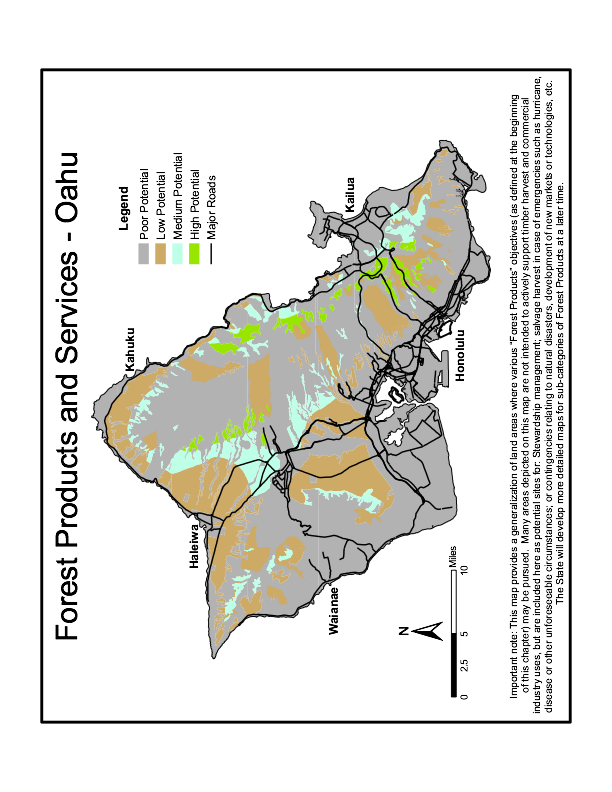 Forest Products and Services - Oahu
Legend
Poor Potential
Low Potential
Medium Potential
High Potential
Major Roads
Kahuku
Kailua
Haleiwa
Honolulu
Waianae
N
Miles
0 2.5 5 10
Important note: This map provides a generalization of land areas where various "Forest Products" objectives (as defined at the beginning
of this chapter) may be pursued. Many areas depicted on this map are not intended to actively support timber harvest and commercial
industry uses, but are included here as potential sites for: Stewardship management; salvage harvest in case of emergencies such as hurricane,
disease or other unforeseeable circumstances; or contingencies relating to natural disasters, development of new markets or technologies, etc.
The State will develop more detailed maps for sub-categories of Forest Products at a later time.